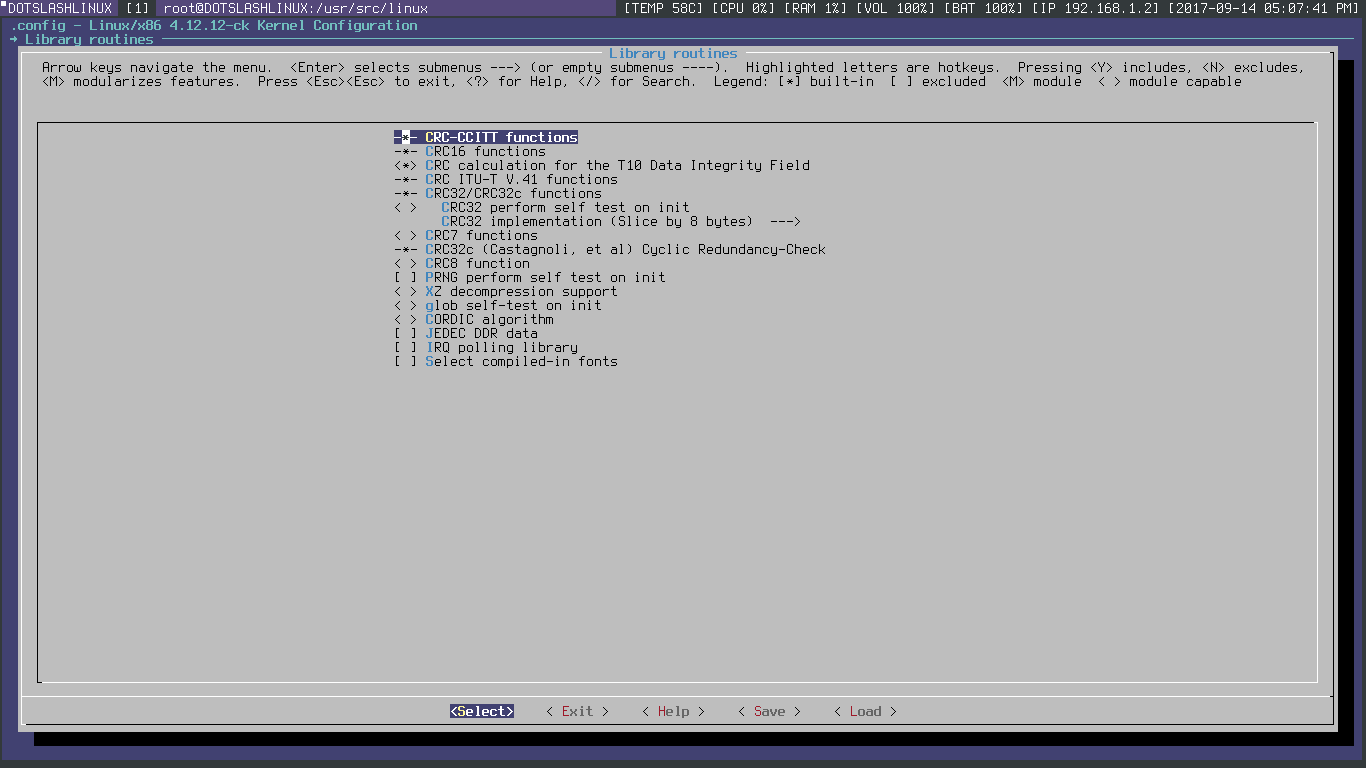 DOTSLASHLINUX [1] root@DOTSLASHLINUX:/usr/src/linux [TEMP 58C] [CPU 0%] [RAM 1%] [VOL 100%] [BAT 100%] [IP 192.168.1.2] [2017-09-14 05:07:41 PM]
.config - Linux/x86 4.12.12-ck Kernel Configuration
→ Library routines
Library routines
Arrow keys navigate the menu.  <Enter> selects submenus ---> (or empty submenus ----).  Highlighted letters are hotkeys.  Pressing <Y> includes, <N> excludes,
<M> modularizes features.  Press <Esc><Esc> to exit, <?> for Help, </> for Search.  Legend: [*] built-in  [ ] excluded  <M> module  < > module capable
-*- CRC-CCITT functions
-*- CRC16 functions
<*> CRC calculation for the T10 Data Integrity Field
-*- CRC ITU-T V.41 functions
-*- CRC32/CRC32c functions
< >   CRC32 perform self test on init
CRC32 implementation (Slice by 8 bytes)  --->
< > CRC7 functions
-*- CRC32c (Castagnoli, et al) Cyclic Redundancy-Check
< > CRC8 function
[ ] PRNG perform self test on init
< > XZ decompression support
< > glob self-test on init
< > CORDIC algorithm
[ ] JEDEC DDR data
[ ] IRQ polling library
[ ] Select compiled-in fonts
<Select>    < Exit >    < Help >    < Save >    < Load >